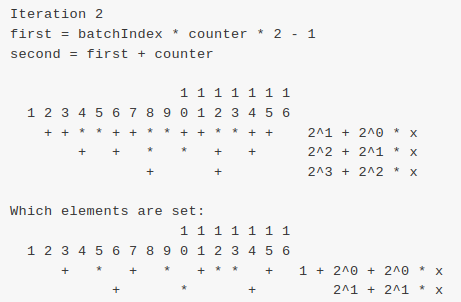 Iteration 2
first = batchIndex * counter * 2 - 1
second = first + counter
                    1 1 1 1 1 1 1
  1 2 3 4 5 6 7 8 9 0 1 2 3 4 5 6
    + + * * + + * * + + * * + +    2^1 + 2^0 * x
        +   +   *   *   +   +      2^2 + 2^1 * x
                +       +          2^3 + 2^2 * x
Which elements are set:
                    1 1 1 1 1 1 1
  1 2 3 4 5 6 7 8 9 0 1 2 3 4 5 6
      +   *   +   *   + * *   +   1 + 2^0 + 2^0 * x
            +       *       +         2^1 + 2^1 * x